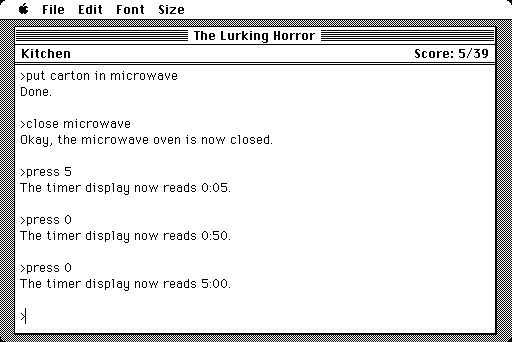 File Edit Font Size
The Lurking Horror
Kitchen Score: 5/39
>put carton in microwave
Done.
>close microwave
Okay, the microwave oven is now closed.
>press 5
The timer display now reads 0:05.
>press 0
The timer display now reads 0:50.
>press 0
The timer display now reads 5:00.
>